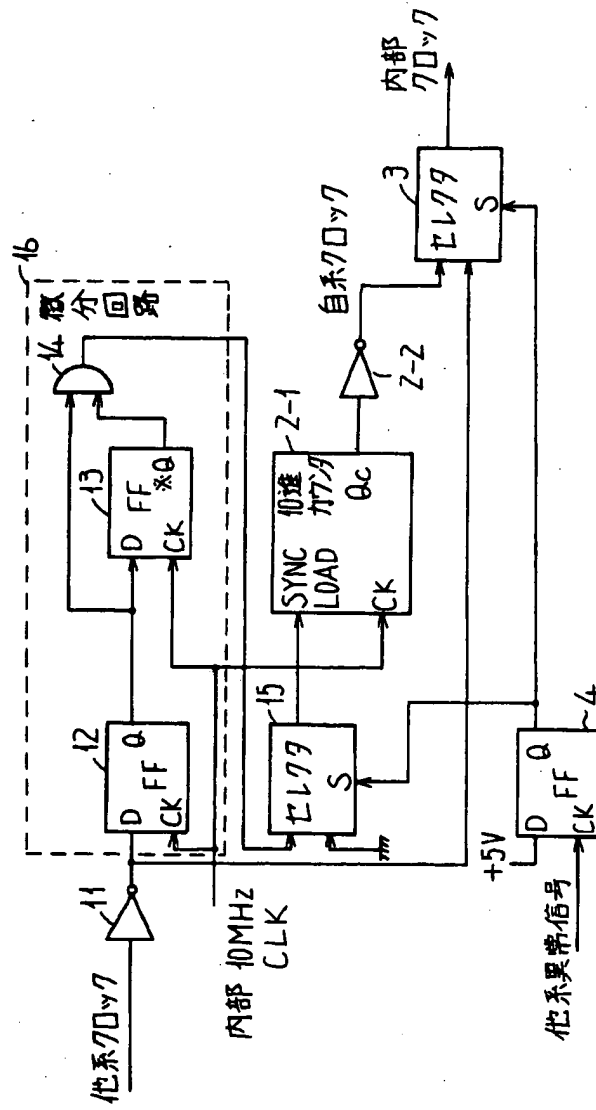 16
微分回路
14
13
D
FF
※Q
CK
12
D
Q
FF
CK
11
他系クロック
内部 10MHz
CLK
15
セレクタ
S
2-1
SYNC
LOAD
10進
カウンタ
Qc
CK
2-2
自系クロック
3
セレクタ
S
内部
クロック
+5V
D
Q
FF
CK
4
他系異常信号